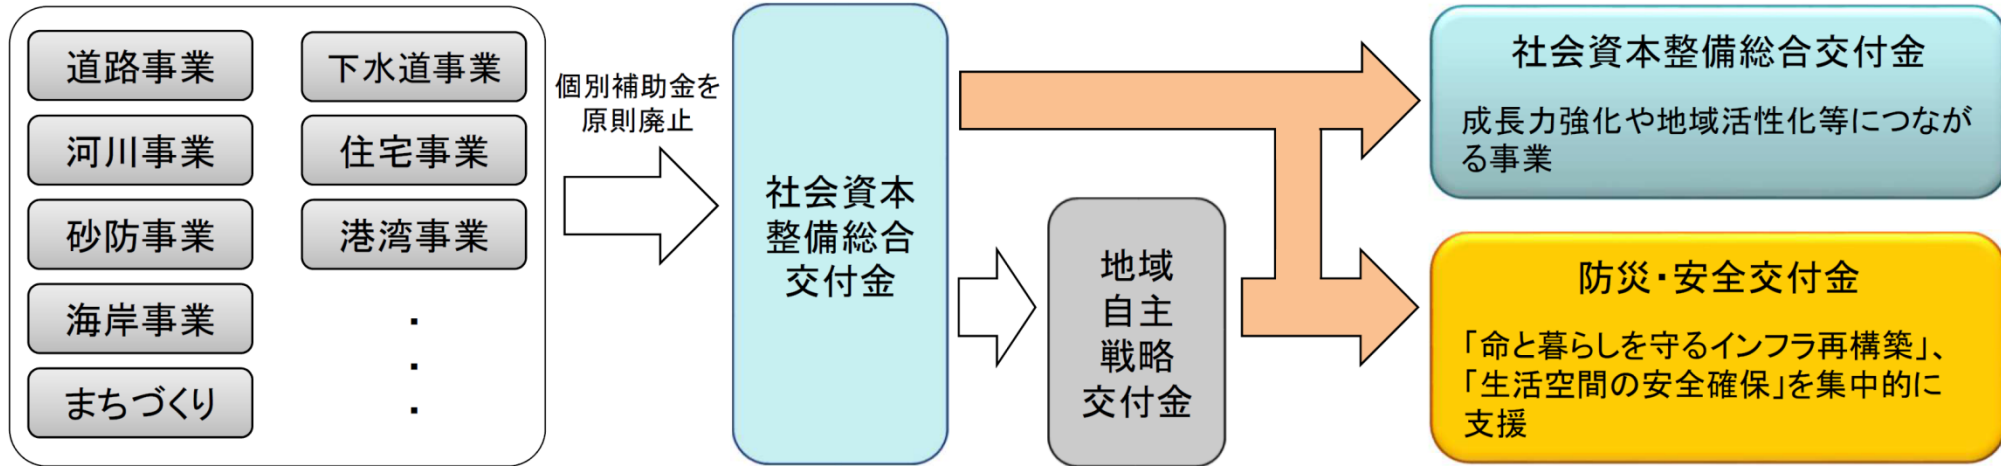 道路事業
河川事業
砂防事業
海岸事業
まちづくり
下水道事業
住宅事業
港湾事業
・
・
・
個別補助金を
原則廃止
社会資本
整備総合
交付金
地域
自主
戦略
交付金
社会資本整備総合交付金
成長力強化や地域活性化等につなが
る事業
防災・安全交付金
「命と暮らしを守るインフラ再構築」、
「生活空間の安全確保」を集中的に
支援